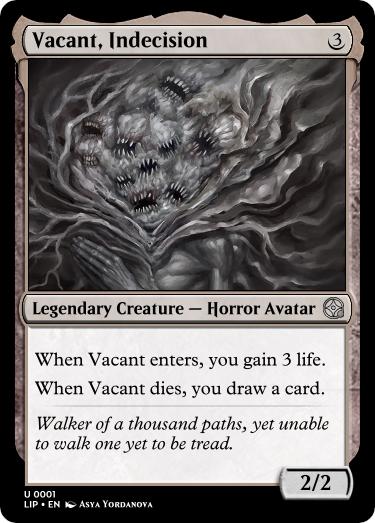 Vacant, Indecision 3
Legendary Creature — Horror Avatar
When Vacant enters, you gain 3 life.
When Vacant dies, you draw a card.
Walker of a thousand paths, yet unable
to walk one yet to be tread.
2/2
U 0001
LIP • EN Asya Yordanova